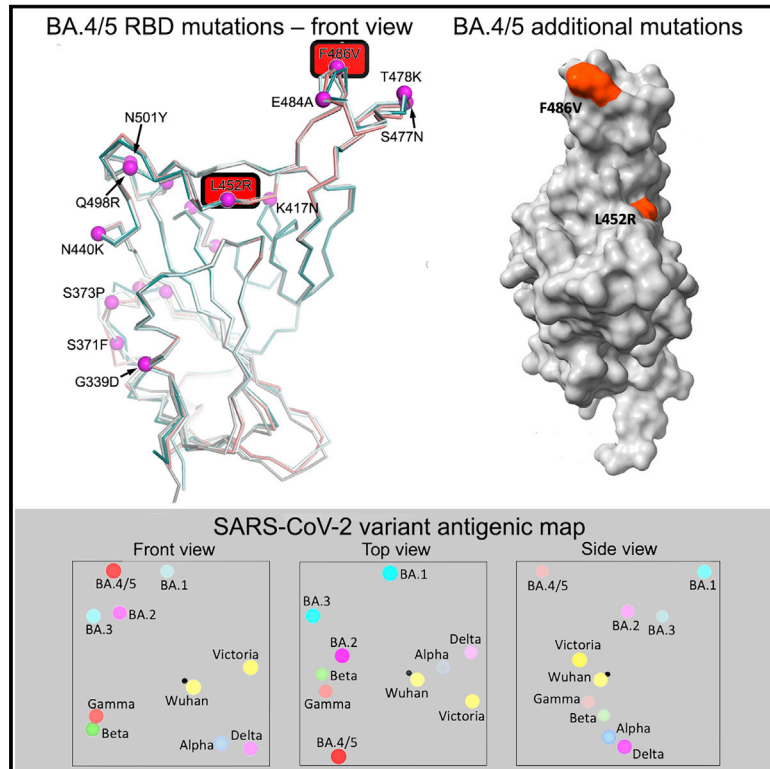 BA.4/5 RBD mutations – front view
F486V
T478K
E484A
S477N
N501Y
Q498R
L452R
K417N
N440K
S373P
S371F
G339D
BA.4/5 additional mutations
F486V
L452R
SARS-CoV-2 variant antigenic map
Front view
BA.4/5
BA.1
BA.3
BA.2
Victoria
Wuhan
Gamma
Beta
Alpha
Delta
Top view
BA.1
BA.3
BA.2
Delta
Alpha
Beta
Wuhan
Gamma
Victoria
BA.4/5
Side view
BA.4/5
BA.1
BA.2
BA.3
Victoria
Wuhan
Gamma
Beta
Alpha
Delta